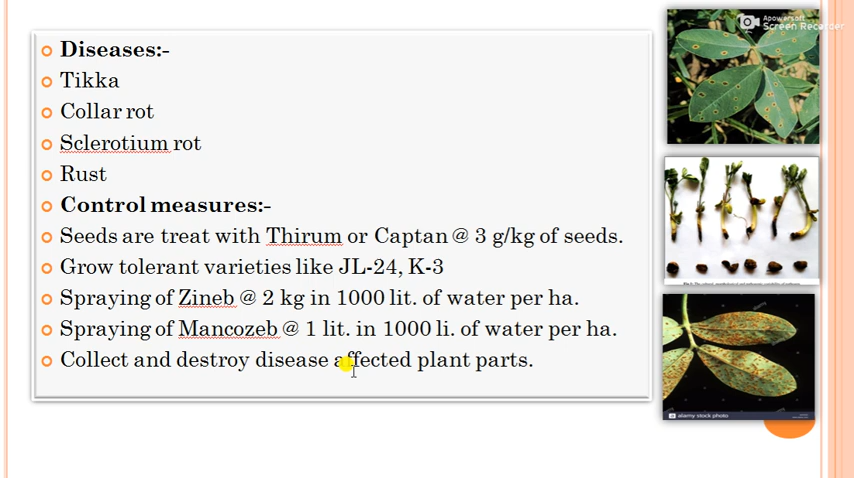 Apowersoft
Screen Recorder
Diseases:-
Tikka
Collar rot
Sclerotium rot
Rust
Control measures:-
Seeds are treat with Thirum or Captan @ 3 g/kg of seeds.
Grow tolerant varieties like JL-24, K-3
Spraying of Zineb @ 2 kg in 1000 lit. of water per ha.
Spraying of Mancozeb @ 1 lit. in 1000 li. of water per ha.
Collect and destroy disease affected plant parts.
alamy stock photo